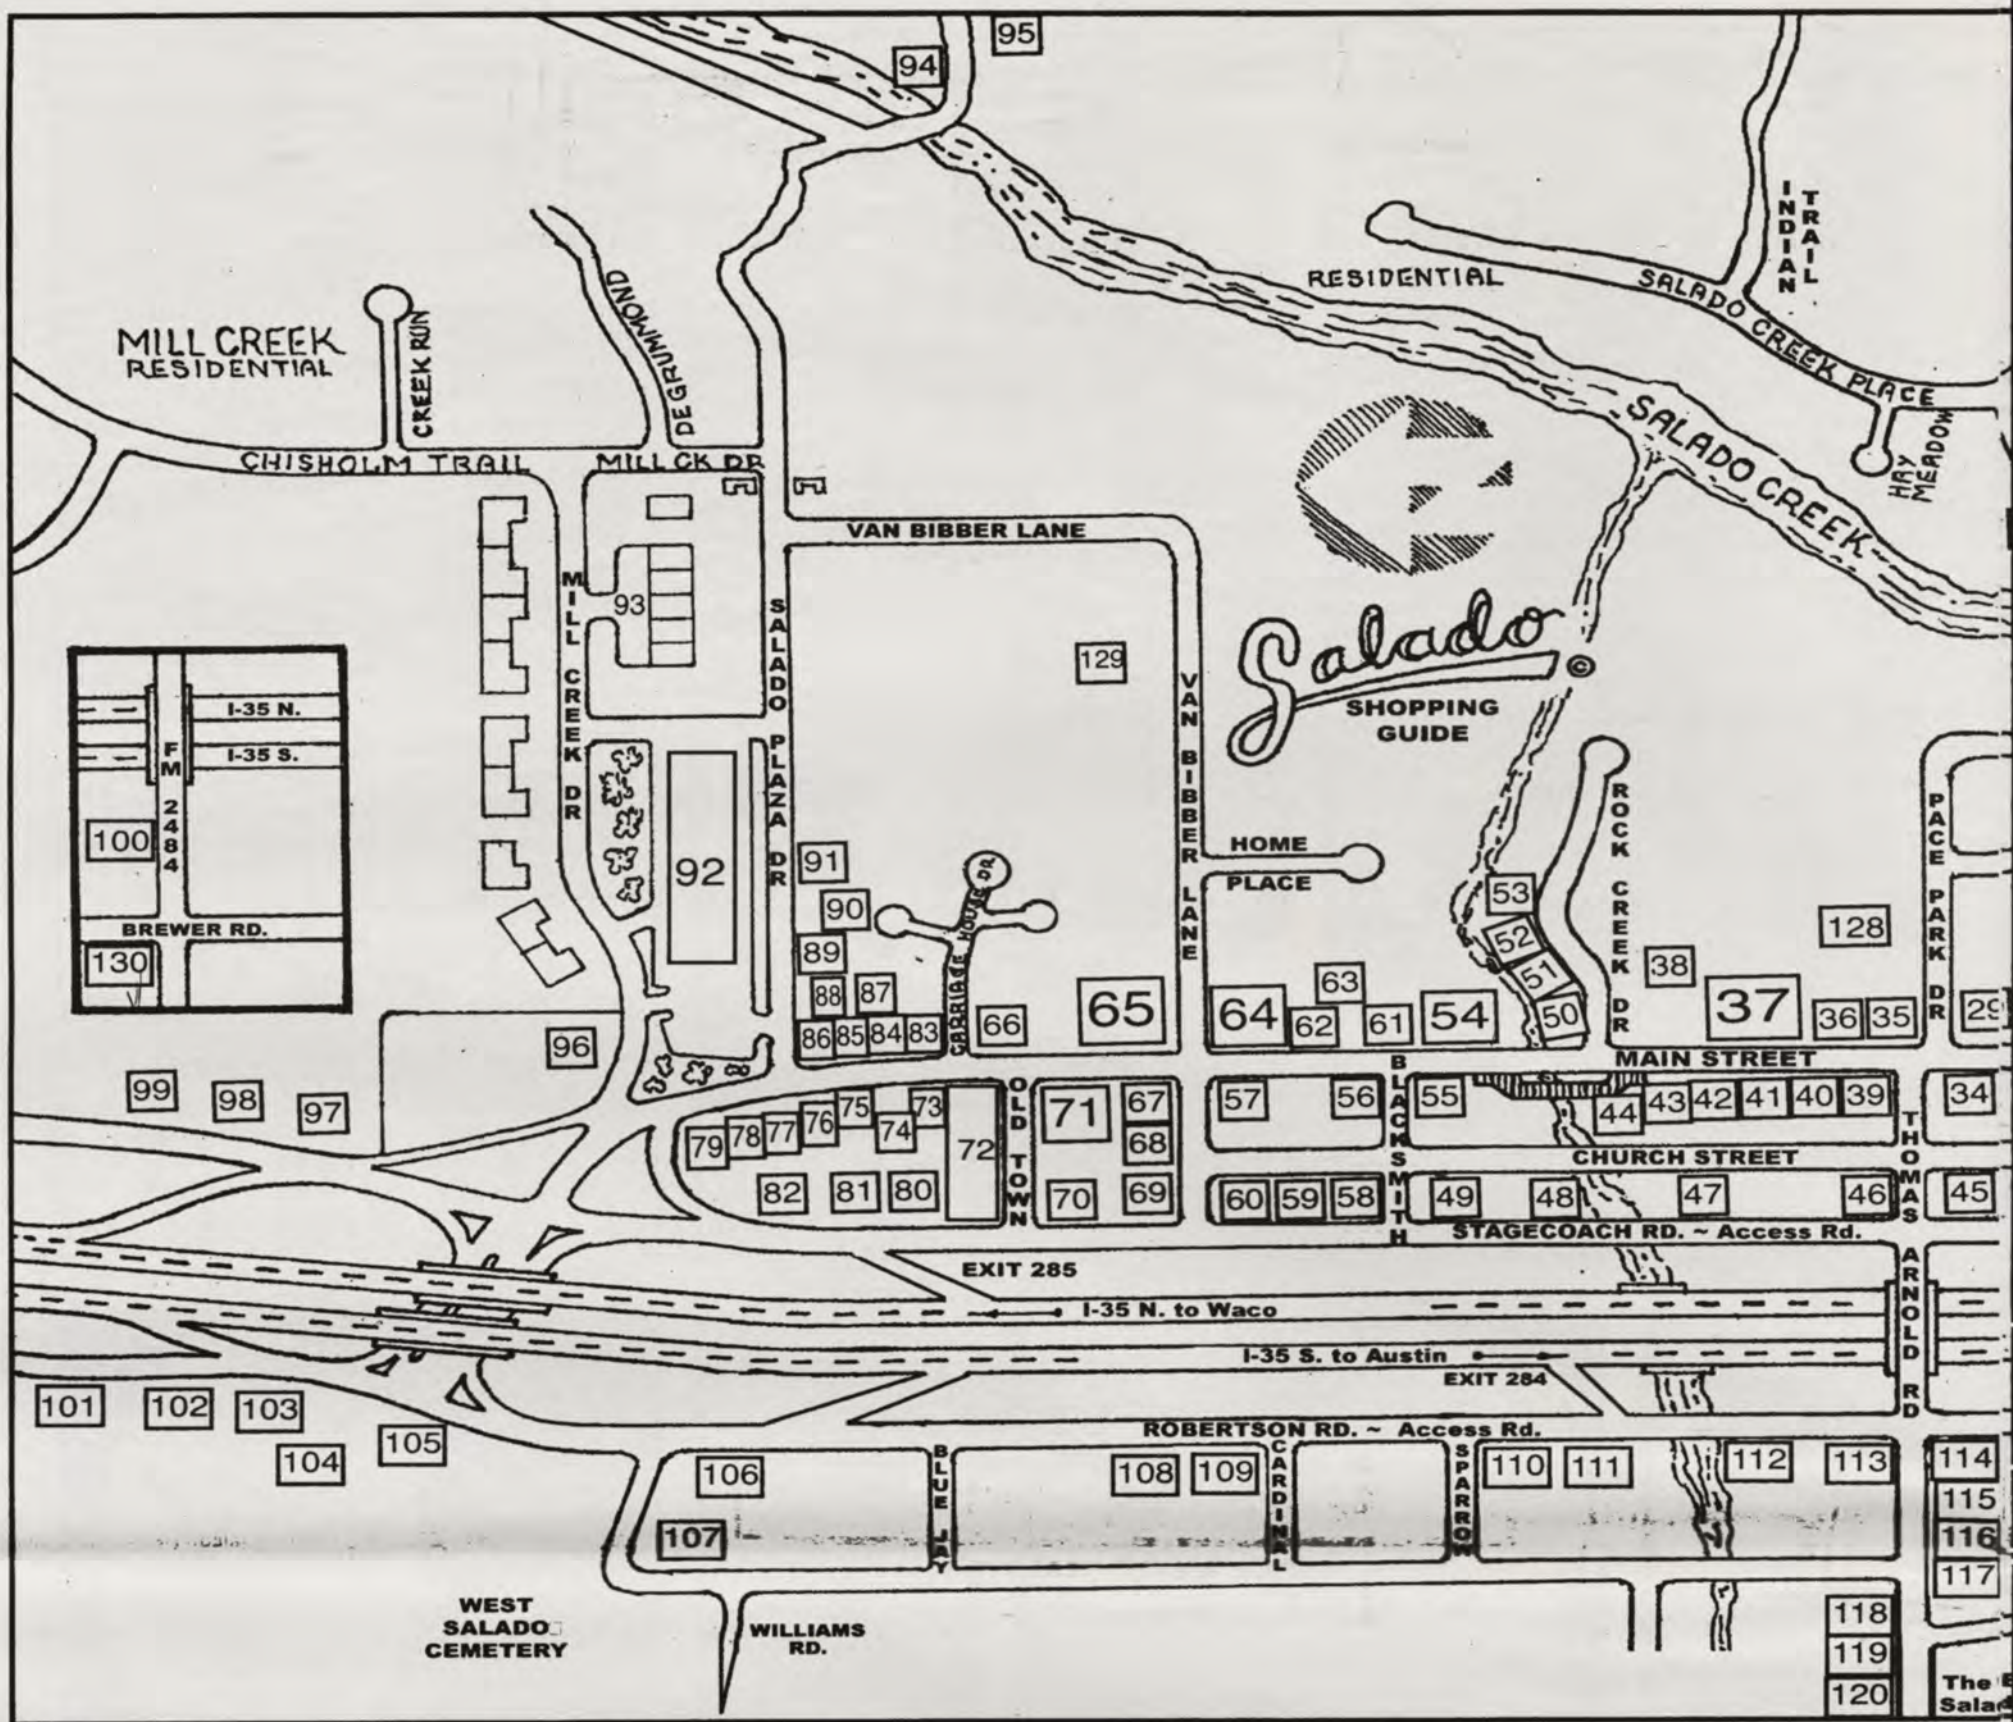 95
94
INDIAN
TRAIL
RESIDENTIAL
SALADO CREEK PLACE
HAY
MEADOW
DEGRUMMOND
CREEK RUN
MILL CREEK
RESIDENTIAL
CHISHOLM TRAIL
MILL CK DR
SALADO CREEK
VAN BIBBER LANE
MILL CREEK DR
93
SALADO PLAZA DR
129
VAN BIBBER LANE
Salado ©
SHOPPING
GUIDE
I-35 N.
I-35 S.
FM 2484
100
BREWER RD.
130
92
91
90
89
88
87
86
85
84
83
CARRIAGE HOUSE DR
66
65
HOME
PLACE
64
63
62
61
54
53
52
51
50
ROCK CREEK DR
38
37
128
36
35
PACE PARK DR
29
MAIN STREET
96
99
98
97
79
78
77
76
75
74
73
72
82
81
80
OLD TOWN
71
67
68
70
69
57
56
BLACKSMITH
55
44
43
42
41
40
39
34
CHURCH STREET
60
59
58
49
48
47
46
45
THOMAS ARNOLD RD
STAGECOACH RD. ~ Access Rd.
EXIT 285
I-35 N. to Waco
I-35 S. to Austin
EXIT 284
101
102
103
104
105
ROBERTSON RD. ~ Access Rd.
106
107
BLUE JAY
108
109
CARDINAL
SPARROW
110
111
112
113
114
115
116
117
118
119
120
WEST
SALADO
CEMETERY
WILLIAMS
RD.
The
Salad